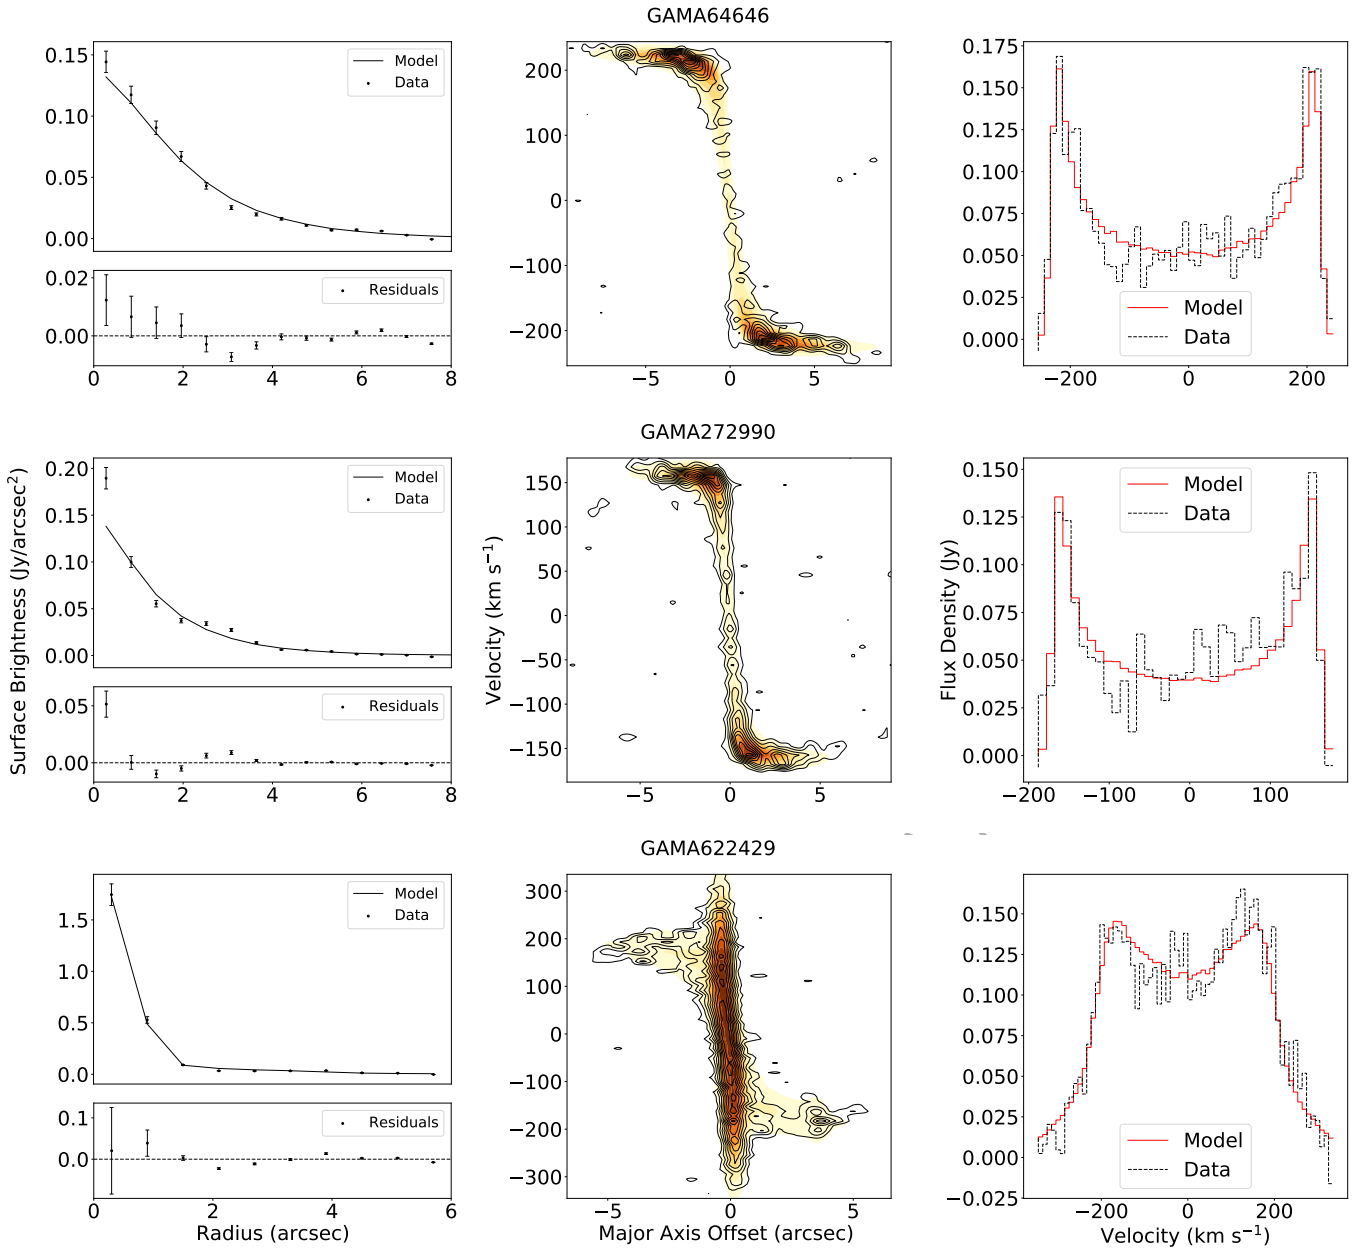 GAMA64646
0.15
0.10
0.05
0.00
Model
Data
0.02
0.00
Residuals
0 2 4 6 8
200
100
0
−100
−200
−5 0 5
0.175
0.150
0.125
0.100
0.075
0.050
0.025
0.000
Model
Data
−200 0 200
GAMA272990
Surface Brightness (Jy/arcsec²)
0.20
0.15
0.10
0.05
0.00
Model
Data
0.05
0.00
Residuals
0 2 4 6 8
Velocity (km s⁻¹)
150
100
50
0
−50
−100
−150
−5 0 5
Flux Density (Jy)
0.150
0.125
0.100
0.075
0.050
0.025
0.000
Model
Data
−200 −100 0 100
GAMA622429
1.5
1.0
0.5
0.0
Model
Data
0.1
0.0
Residuals
0 2 4 6
Radius (arcsec)
300
200
100
0
−100
−200
−300
−5 0 5
Major Axis Offset (arcsec)
0.150
0.125
0.100
0.075
0.050
0.025
0.000
−0.025
Model
Data
−200 0 200
Velocity (km s⁻¹)